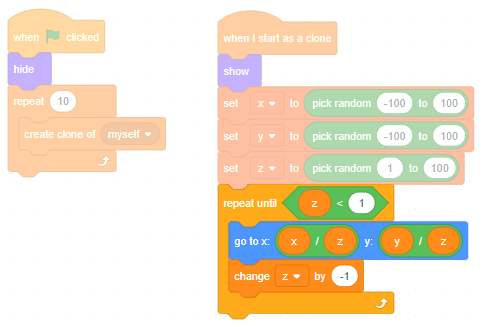 when clicked
hide
repeat 10
create clone of myself
when I start as a clone
show
set x to pick random -100 to 100
set y to pick random -100 to 100
set z to pick random 1 to 100
repeat until z < 1
go to x: x / z y: y / z
change z by -1